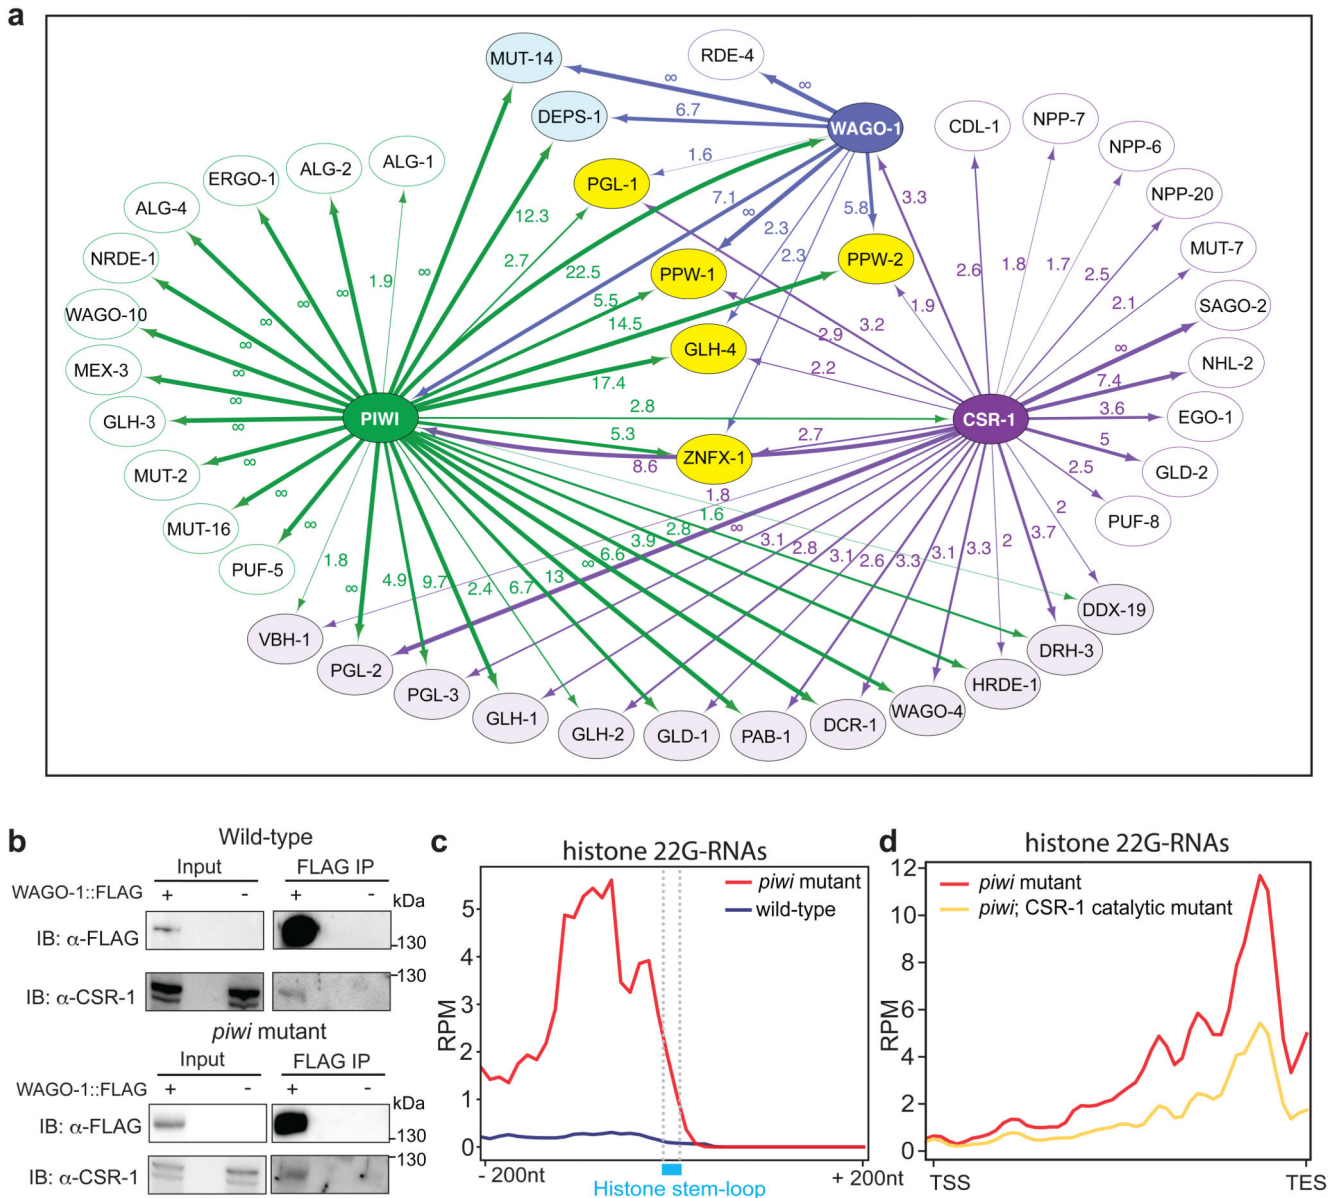 a
MUT-14
RDE-4
∞
∞
DEPS-1
6.7
WAGO-1
CDL-1
NPP-7
NPP-6
ALG-1
ALG-2
ERGO-1
PGL-1
1.6
7.1
3.3
NPP-20
ALG-4
12.3
∞
5.8
2.3
NRDE-1
2.7
22.5
2.3
PPW-1
PPW-2
2.6
1.8
1.7
2.5
MUT-7
∞
1.9
∞
∞
WAGO-10
∞
5.5
14.5
1.9
2.1
SAGO-2
∞
GLH-4
2.9
3.2
∞
MEX-3
∞
17.4
2.2
7.4
NHL-2
GLH-3
∞
∞
PIWI
2.8
CSR-1
3.6
EGO-1
5.3
ZNFX-1
2.7
8.6
5
GLD-2
MUT-2
∞
2.5
MUT-16
∞
1.8
1.6
2
PUF-8
PUF-5
1.8
∞
4.9
9.7
2.4
6.7
13
∞
6.6
3.9
2.8
∞
3.1
2.8
3.1
2.6
3.3
3.1
3.3
2
3.7
VBH-1
PGL-2
PGL-3
GLH-1
GLH-2
GLD-1
PAB-1
DCR-1
WAGO-4
HRDE-1
DRH-3
DDX-19
b
Wild-type
Input
FLAG IP
WAGO-1::FLAG
+
-
+
-
kDa
IB: α-FLAG
130
130
IB: α-CSR-1
piwi mutant
Input
FLAG IP
WAGO-1::FLAG
+
-
+
-
kDa
IB: α-FLAG
130
130
IB: α-CSR-1
c
histone 22G-RNAs
piwi mutant
wild-type
RPM
5
4
3
2
1
0
- 200nt
+ 200nt
Histone stem-loop
d
histone 22G-RNAs
piwi mutant
piwi; CSR-1 catalytic mutant
RPM
12
10
8
6
4
2
0
TSS
TES